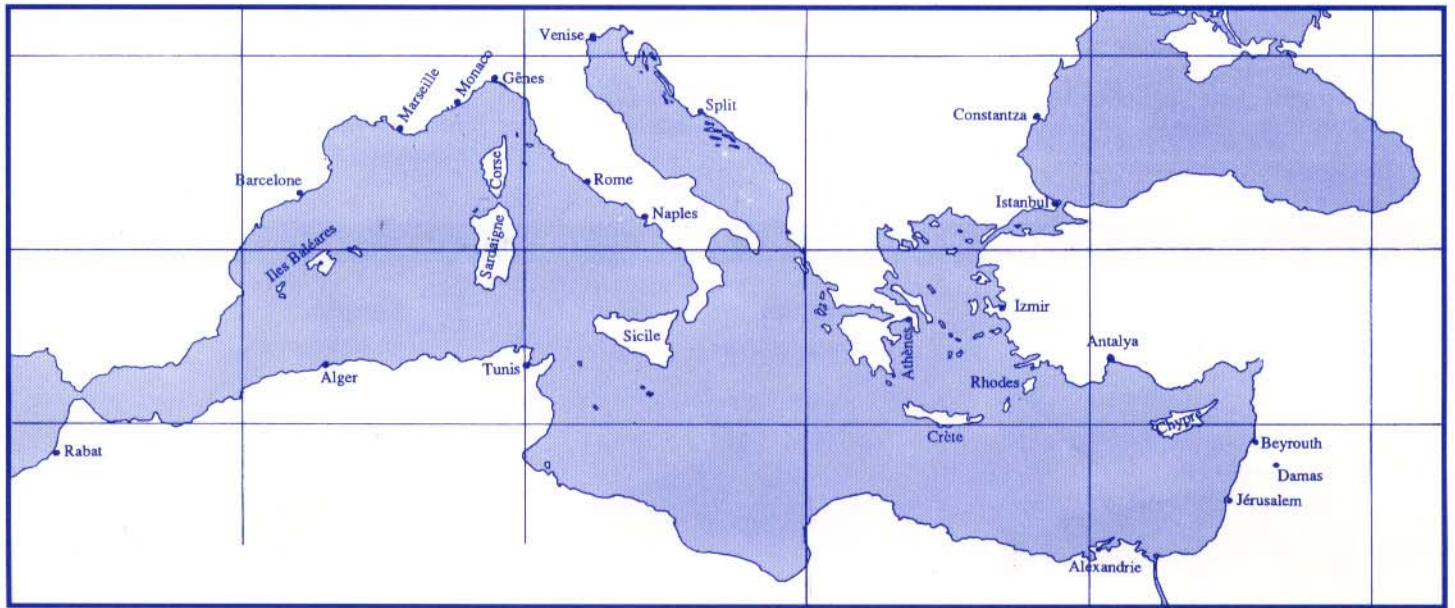 Venise
Marseille
Monaco
Gênes
Split
Constantza
Corse
Barcelone
Rome
Istanbul
Naples
Iles Baléares
Sardaigne
Izmir
Sicile
Athènes
Antalya
Alger
Tunis
Rhodes
Chypre
Crète
Rabat
Beyrouth
Damas
Jérusalem
Alexandrie